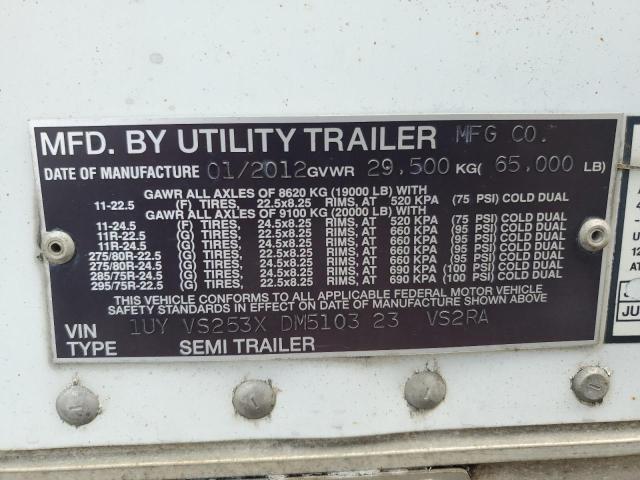 MFD. BY UTILITY TRAILER MFG CO.
DATE OF MANUFACTURE 01/2012 GVWR 29,500 KG( 65,000 LB)
GAWR ALL AXLES OF 8620 KG (19000 LB) WITH
11-22.5 (F) TIRES, 22.5x8.25 RIMS, AT 520 KPA (75 PSI) COLD DUAL
GAWR ALL AXLES OF 9100 KG (20000 LB) WITH
11-24.5 (F) TIRES, 24.5x8.25 RIMS, AT 520 KPA (75 PSI) COLD DUAL
11R-22.5 (G) TIRES, 22.5x8.25 RIMS, AT 660 KPA (95 PSI) COLD DUAL
11R-24.5 (G) TIRES, 24.5x8.25 RIMS, AT 660 KPA (95 PSI) COLD DUAL
275/80R-22.5 (G) TIRES, 22.5x8.25 RIMS, AT 660 KPA (95 PSI) COLD DUAL
275/80R-24.5 (G) TIRES, 24.5x8.25 RIMS, AT 660 KPA (95 PSI) COLD DUAL
285/75R-24.5 (G) TIRES, 24.5x8.25 RIMS, AT 690 KPA (100 PSI) COLD DUAL
295/75R-22.5 (G) TIRES, 22.5x8.25 RIMS, AT 690 KPA (100 PSI) COLD DUAL
THIS VEHICLE CONFORMS TO ALL APPLICABLE FEDERAL MOTOR VEHICLE
SAFETY STANDARDS IN EFFECT ON DATE OF MANUFACTURE SHOWN ABOVE
VIN 1UY VS253X DM5103 23 VS2RA
TYPE SEMI TRAILER
JU